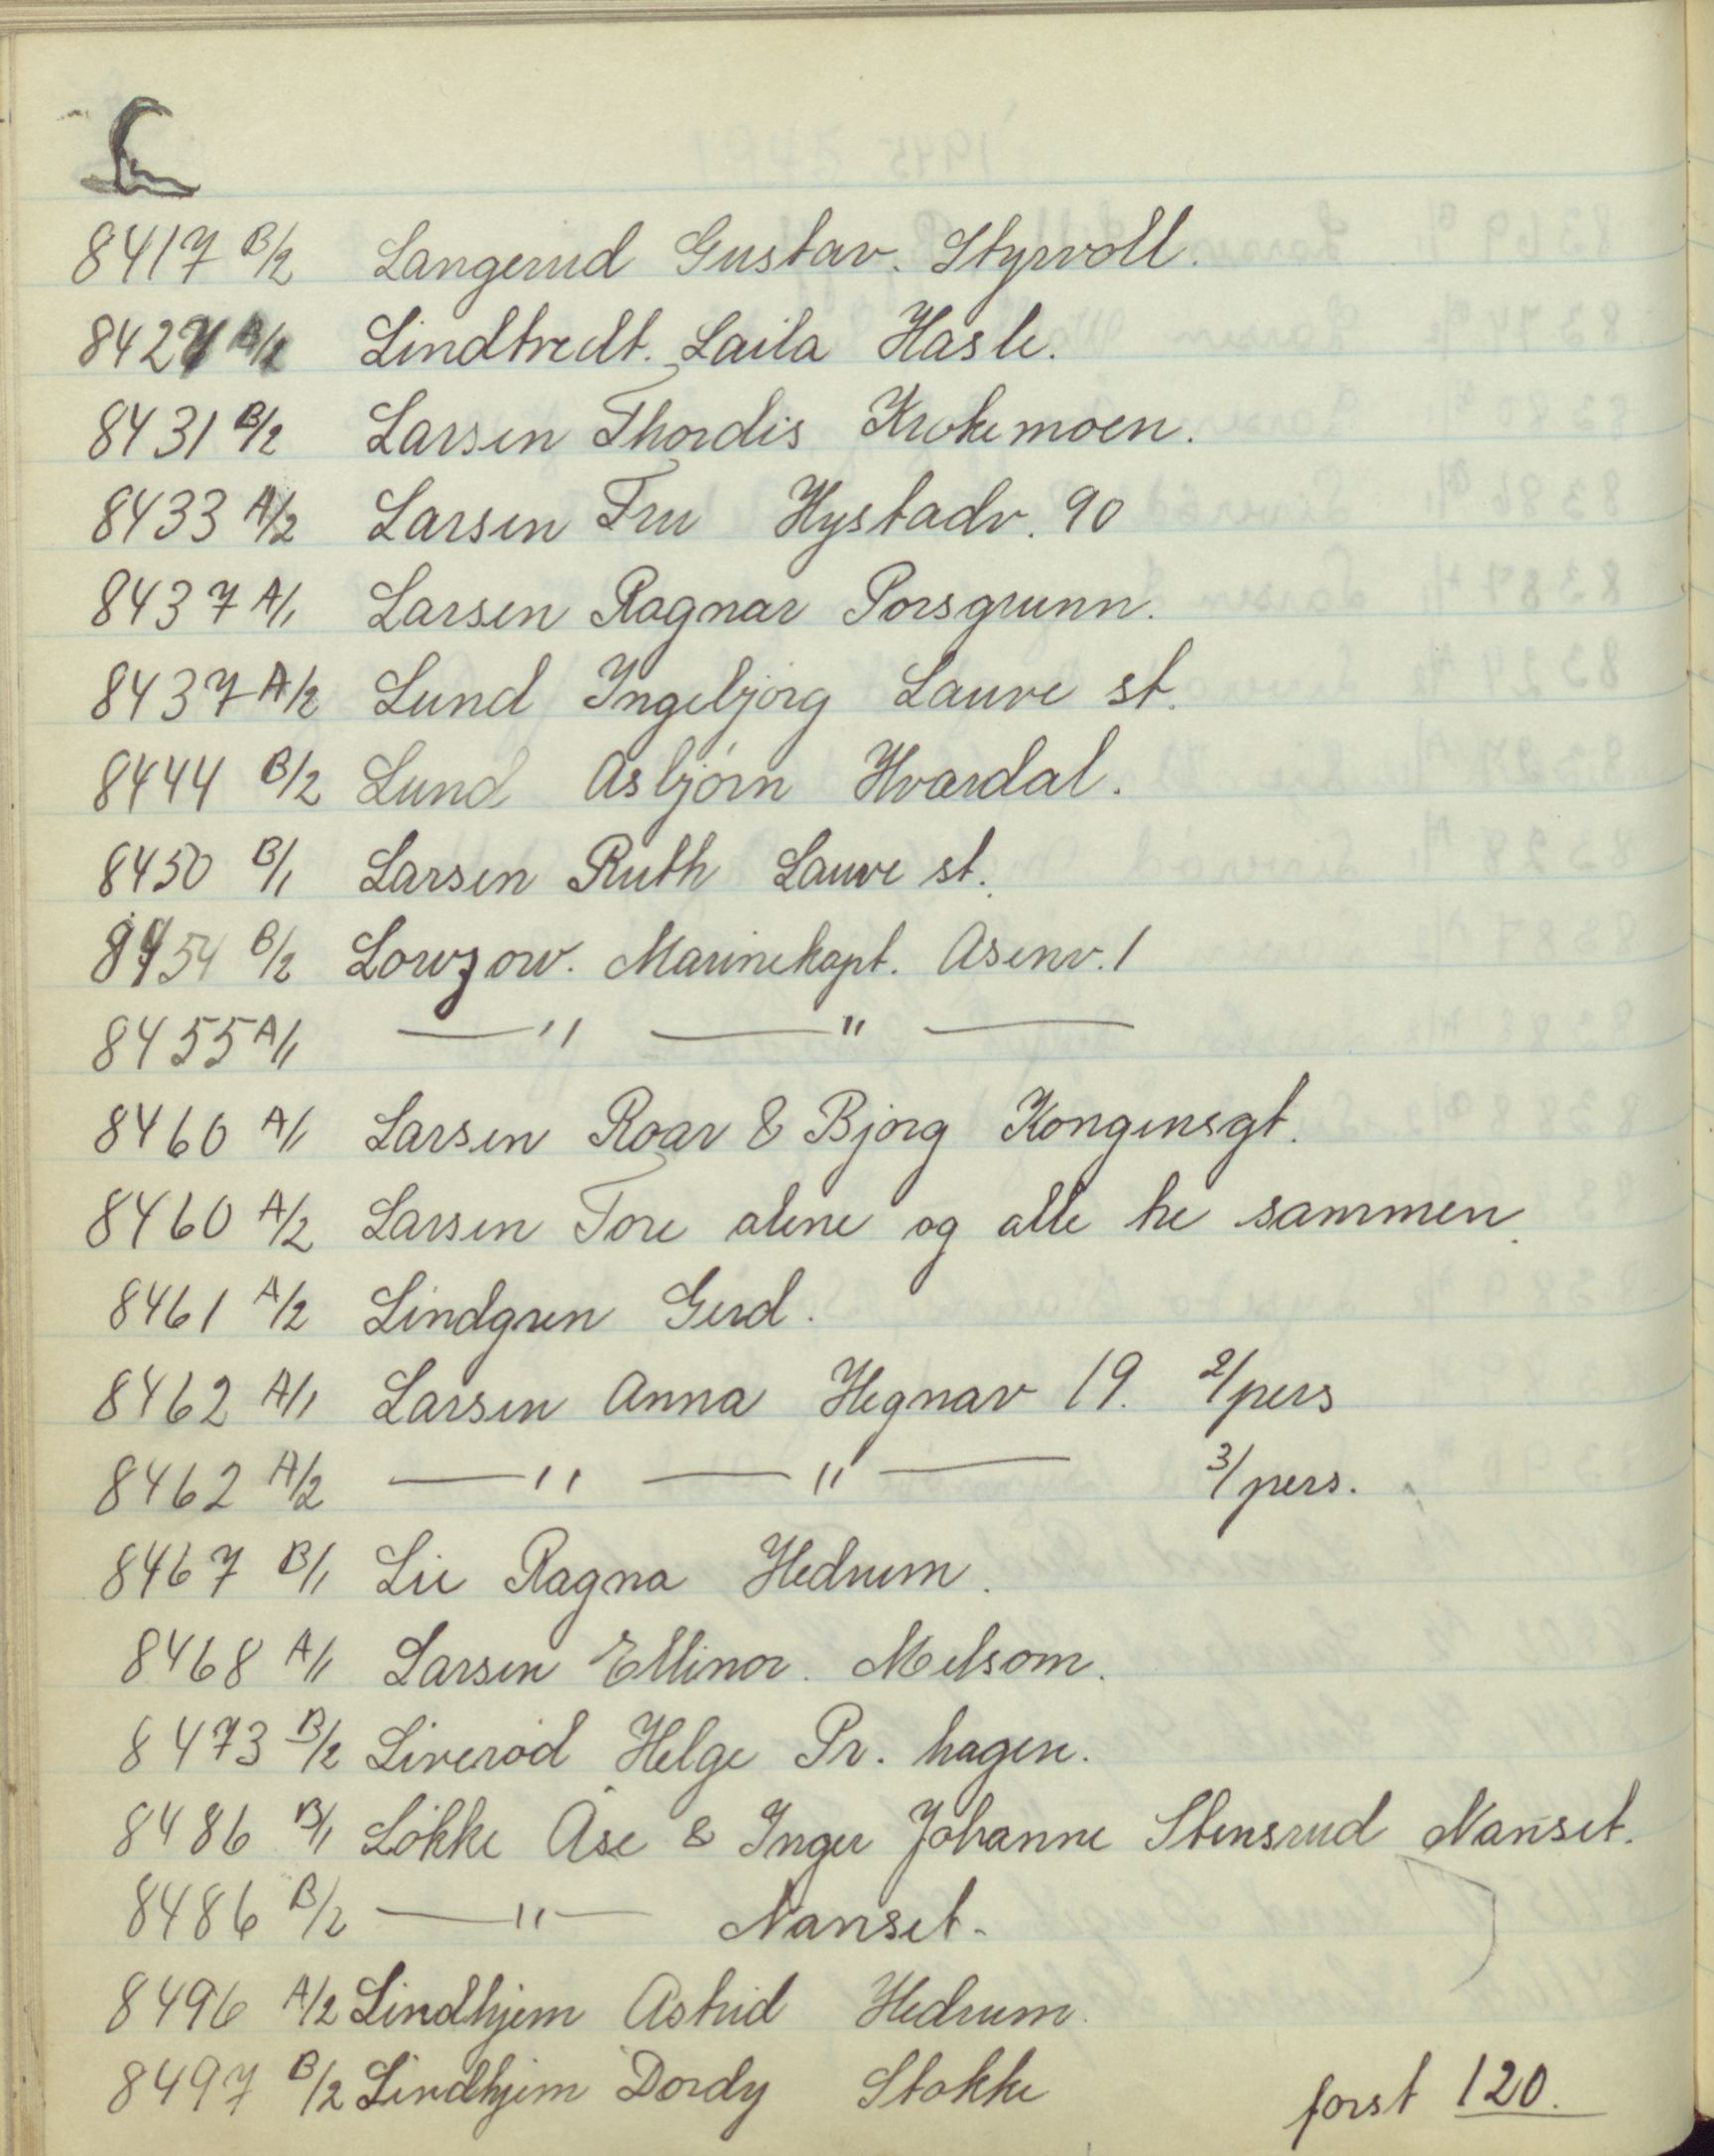 L
8417 B/2 Langerud Gustav. Styrvoll.
8427 B/2 Lindtvedt. Laila Hasle.
8431 B/2 Larsen Thordis Krokemoen.
8433 A/2 Larsen Fru Hystadv. 90
8437 A/1 Larsen Ragnar Porsgrunn.
8437 A/2 Lund Ingebjørg Lauve st.
8444 B/2 Lund Asbjørn Hvardal.
8450 B/1 Larsen Ruth Lauve st.
8454 B/2 Lowzow. Marinekapt. Asenv. 1
8455 A/1 — " — " —
8460 A/1 Larsen Roar & Bjørg Kongensgt.
8460 A/2 Larsen Tore alene og alle tre sammen.
8461 A/2 Lindgren Gerd.
8462 A/1 Larsen Anna Hegnav 19. 2/pers
8462 A/2 — " — " — 3/pers.
8467 B/1 Lie Ragna Hedrum.
8468 A/1 Larsen Ellinor. Melsom.
8473 B/2 Liverød Helge Pr. hagen.
8486 B/1 Løkke Åse & Inger Johanne Stensrud Nanset.
8486 B/2 — " — Nanset.
8496 A/2 Lindhjem Astrid Hedrum.
8497 B/2 Lindhjem Dordy Stokke
forst 120.